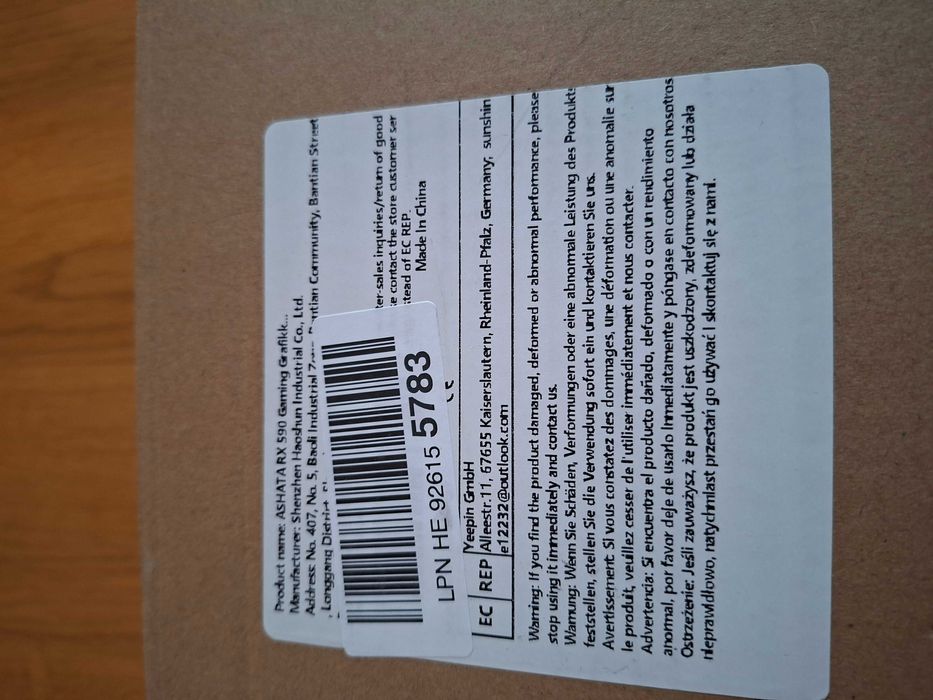 Product name: ASHATA RX 590 Gaming Grafikk...
Manufacturer: Shenzhen Haoshun Industrial Co., Ltd.
Address: No. 407, No. 5, Baoli Industrial Bantian Community, Bantian Street
Longgang District
er-sales inquiries/return of good
e contact the store customer ser
stead of EC REP.
Made In China
LPN HE 92615 5783
EC REP
Yeepin GmbH
Alleestr.11, 67655 Kaiserslautern, Rheinland-Pfalz, Germany, sunshin
e12232@outlook.com
Warning: If you find the product damaged, deformed or abnormal performance, please
stop using it immediately and contact us.
Warnung: Wenn Sie Schäden, Verformungen oder eine abnormale Leistung des Produkts
feststellen, stellen Sie die Verwendung sofort ein und kontaktieren Sie uns.
Avertissement: Si vous constatez des dommages, une déformation ou une anomalie sur
le produit, veuillez cesser de l'utiliser immédiatement et nous contacter.
Advertencia: Si encuentra el producto dañado, deformado o con un rendimiento
anormal, por favor deje de usarlo Inmediatamente y póngase en contacto con nosotros
Ostrzeżenie: Jeśli zauważysz, że produkt jest uszkodzony, zdeformowany lub działa
nieprawidłowo, natychmiast przestań go używać I skontaktuj się z nami.